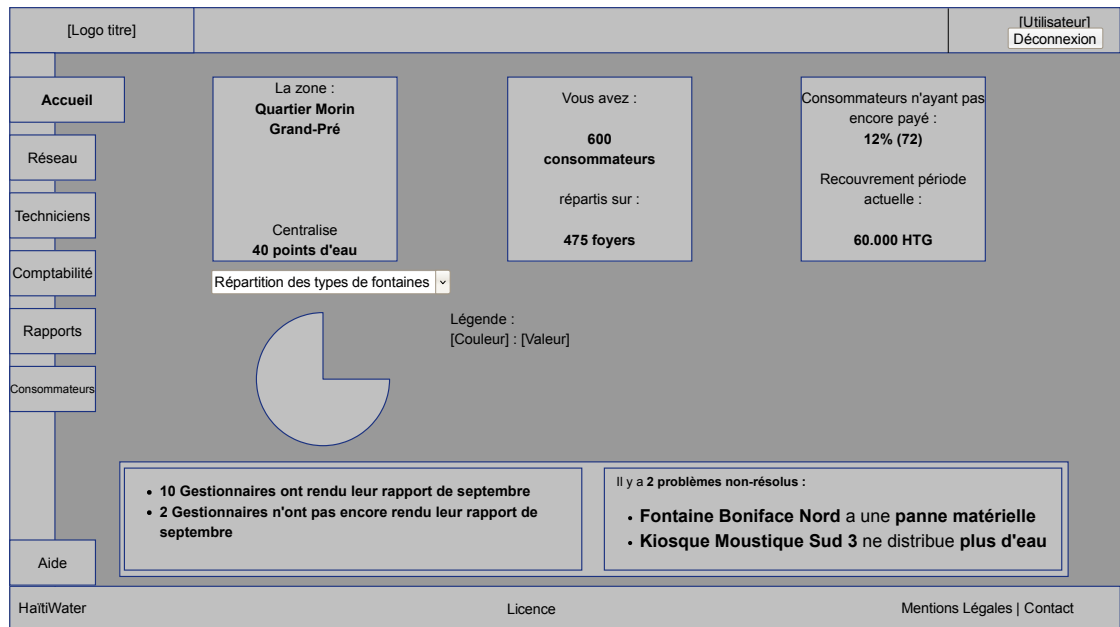 [Logo titre]
[Utilisateur]
Déconnexion
Accueil
Réseau
Techniciens
Comptabilité
Rapports
Consommateurs
Aide
La zone :
Quartier Morin
Grand-Pré
Centralise
40 points d'eau
Vous avez :
600
consommateurs
répartis sur :
475 foyers
Consommateurs n'ayant pas
encore payé :
12% (72)
Recouvrement période
actuelle :
60.000 HTG
Répartition des types de fontaines
Légende :
[Couleur] : [Valeur]
• 10 Gestionnaires ont rendu leur rapport de septembre
• 2 Gestionnaires n'ont pas encore rendu leur rapport de
septembre
Il y a 2 problèmes non-résolus :
• Fontaine Boniface Nord a une panne matérielle
• Kiosque Moustique Sud 3 ne distribue plus d'eau
HaïtiWater
Licence
Mentions Légales | Contact